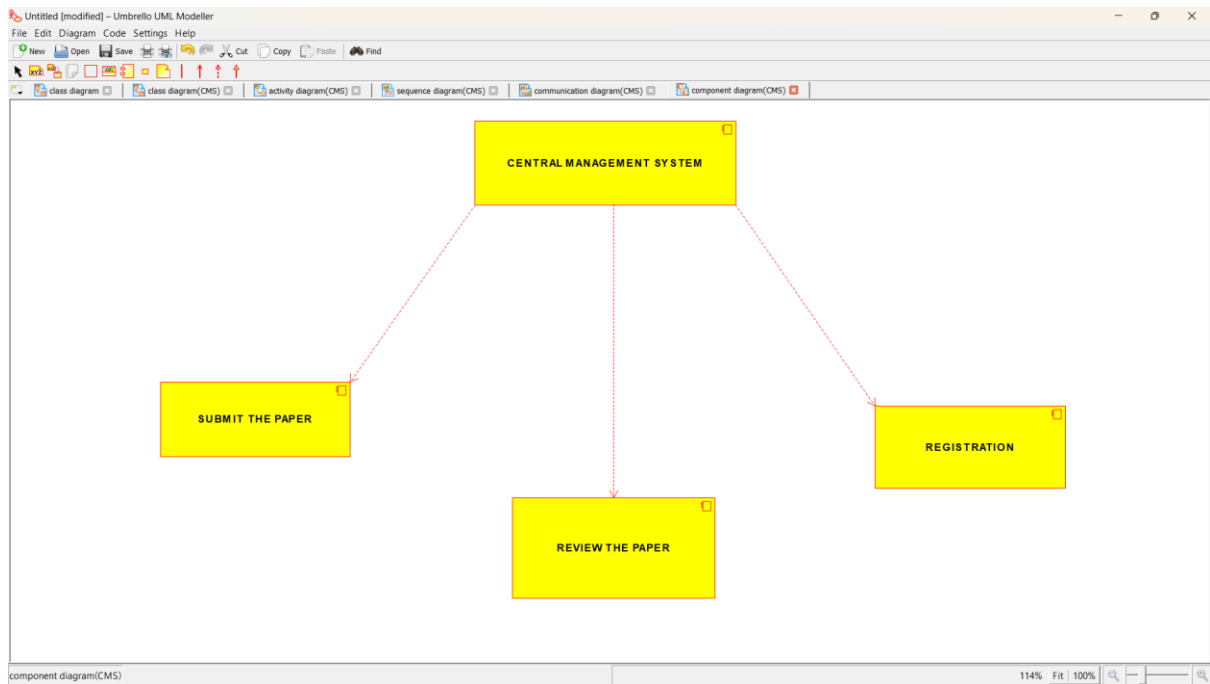 Untitled [modified] – Umbrello UML Modeller
File Edit Diagram Code Settings Help
New Open Save Cut Copy Paste Find
class diagram class diagram(CMS) activity diagram(CMS) sequence diagram(CMS) communication diagram(CMS) component diagram(CMS)
CENTRAL MANAGEMENT SYSTEM
SUBMIT THE PAPER
REGISTRATION
REVIEW THE PAPER
component diagram(CMS) 114% Fit 100%